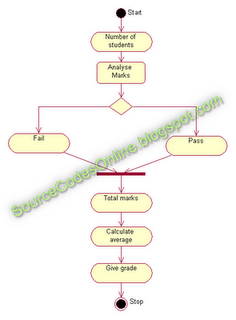 Start
Number of
students
Analyse
Marks
Fail
Pass
SourceCodesOnline.blogspot.com
Total marks
Calculate
average
Give grade
Stop